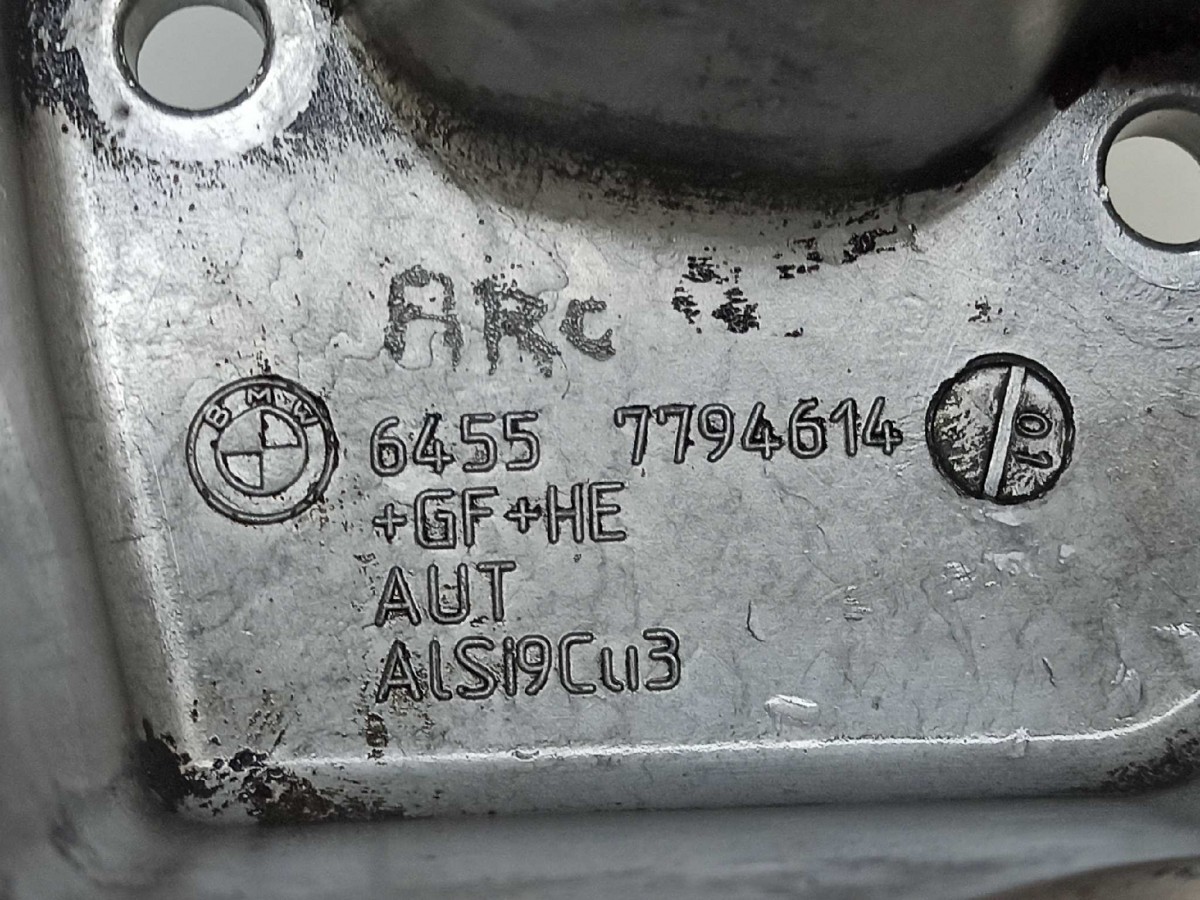 ARc
BMW
6455 7794614
01
+GF+HE
AUT
AlSi9Cu3